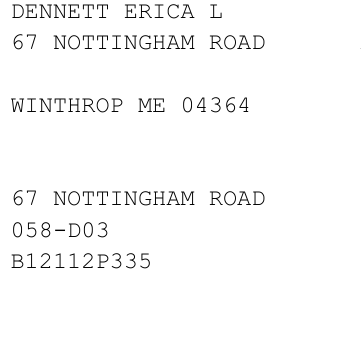 DENNETT ERICA L
67 NOTTINGHAM ROAD
WINTHROP ME 04364
67 NOTTINGHAM ROAD
058-D03
B12112P335